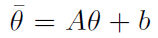 θ̄ = Aθ + b